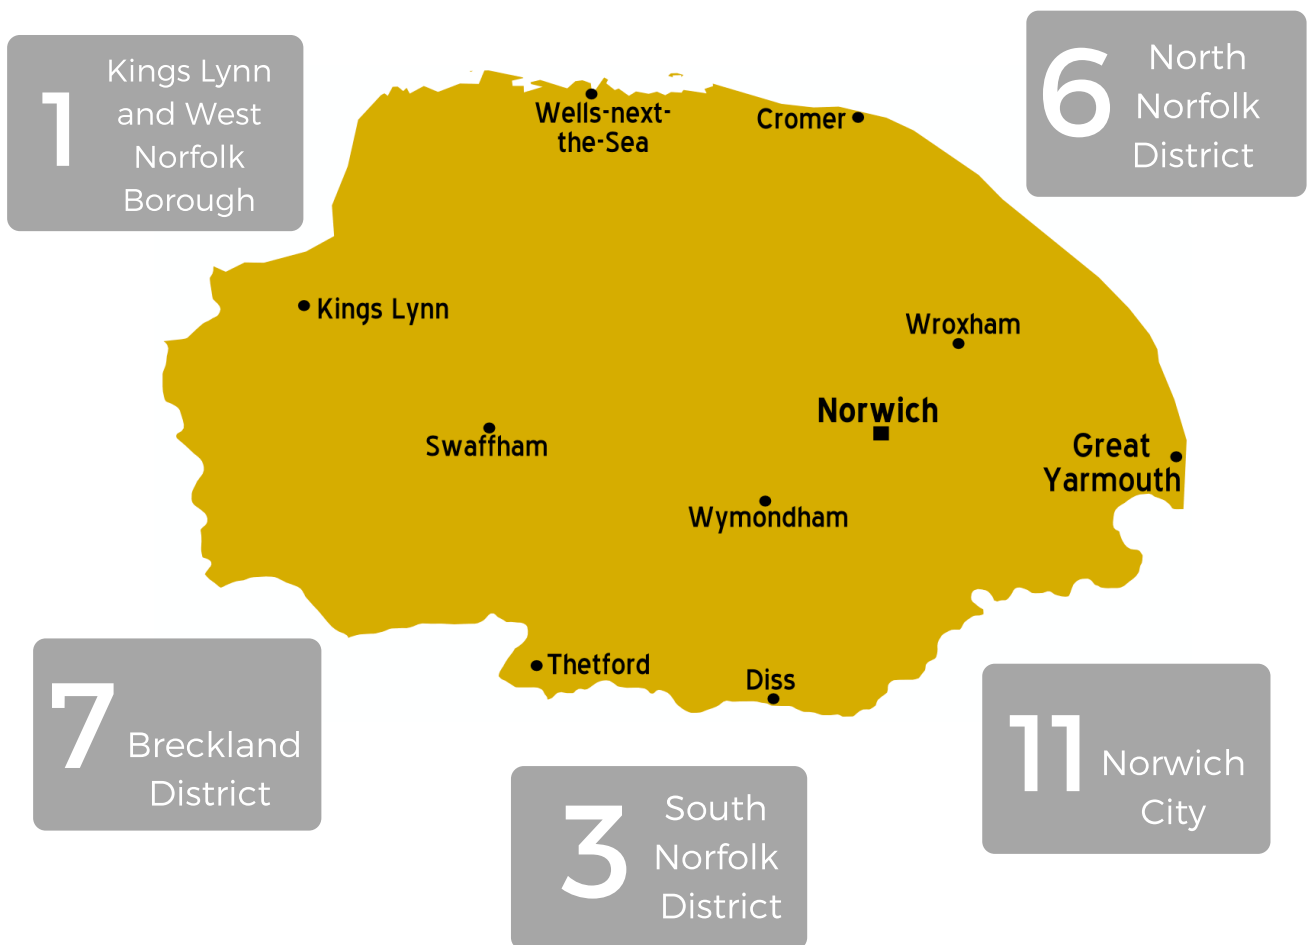 1
Kings Lynn
and West
Norfolk
Borough
6
North
Norfolk
District
Wells-next-
the-Sea
Cromer
Kings Lynn
Wroxham
Norwich
Swaffham
Great
Yarmouth
Wymondham
Thetford
Diss
7
Breckland
District
3
South
Norfolk
District
11
Norwich
City